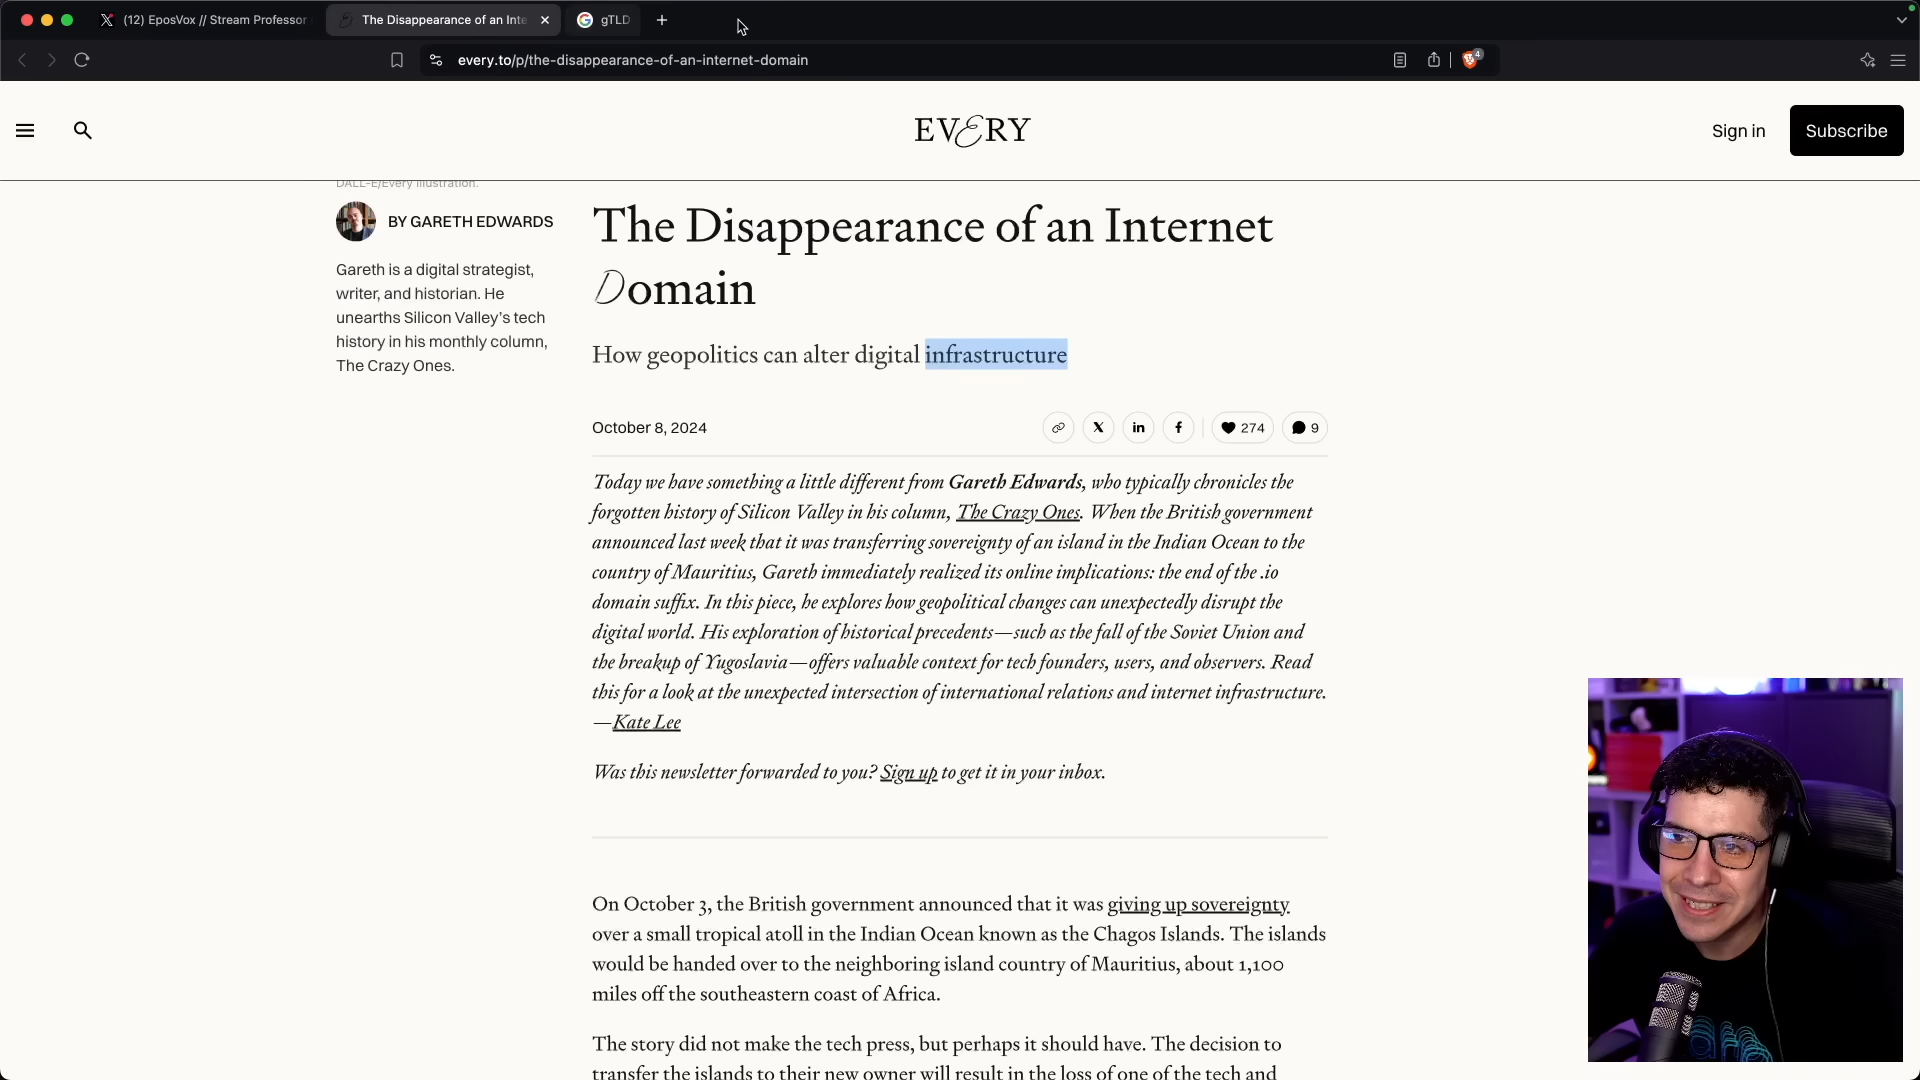 (12) EposVox // Stream Professor
The Disappearance of an Inte
gTLD
every.to/p/the-disappearance-of-an-internet-domain
4
EVERY
Sign in
Subscribe
DALL-E/Every illustration.
BY GARETH EDWARDS
Gareth is a digital strategist,
writer, and historian. He
unearths Silicon Valley's tech
history in his monthly column,
The Crazy Ones.
The Disappearance of an Internet
Domain
How geopolitics can alter digital infrastructure
October 8, 2024
274
9
Today we have something a little different from Gareth Edwards, who typically chronicles the
forgotten history of Silicon Valley in his column, The Crazy Ones. When the British government
announced last week that it was transferring sovereignty of an island in the Indian Ocean to the
country of Mauritius, Gareth immediately realized its online implications: the end of the .io
domain suffix. In this piece, he explores how geopolitical changes can unexpectedly disrupt the
digital world. His exploration of historical precedents—such as the fall of the Soviet Union and
the breakup of Yugoslavia—offers valuable context for tech founders, users, and observers. Read
this for a look at the unexpected intersection of international relations and internet infrastructure.
—Kate Lee
Was this newsletter forwarded to you? Sign up to get it in your inbox.
On October 3, the British government announced that it was giving up sovereignty
over a small tropical atoll in the Indian Ocean known as the Chagos Islands. The islands
would be handed over to the neighboring island country of Mauritius, about 1,100
miles off the southeastern coast of Africa.
The story did not make the tech press, but perhaps it should have. The decision to
transfer the islands to their new owner will result in the loss of one of the tech and